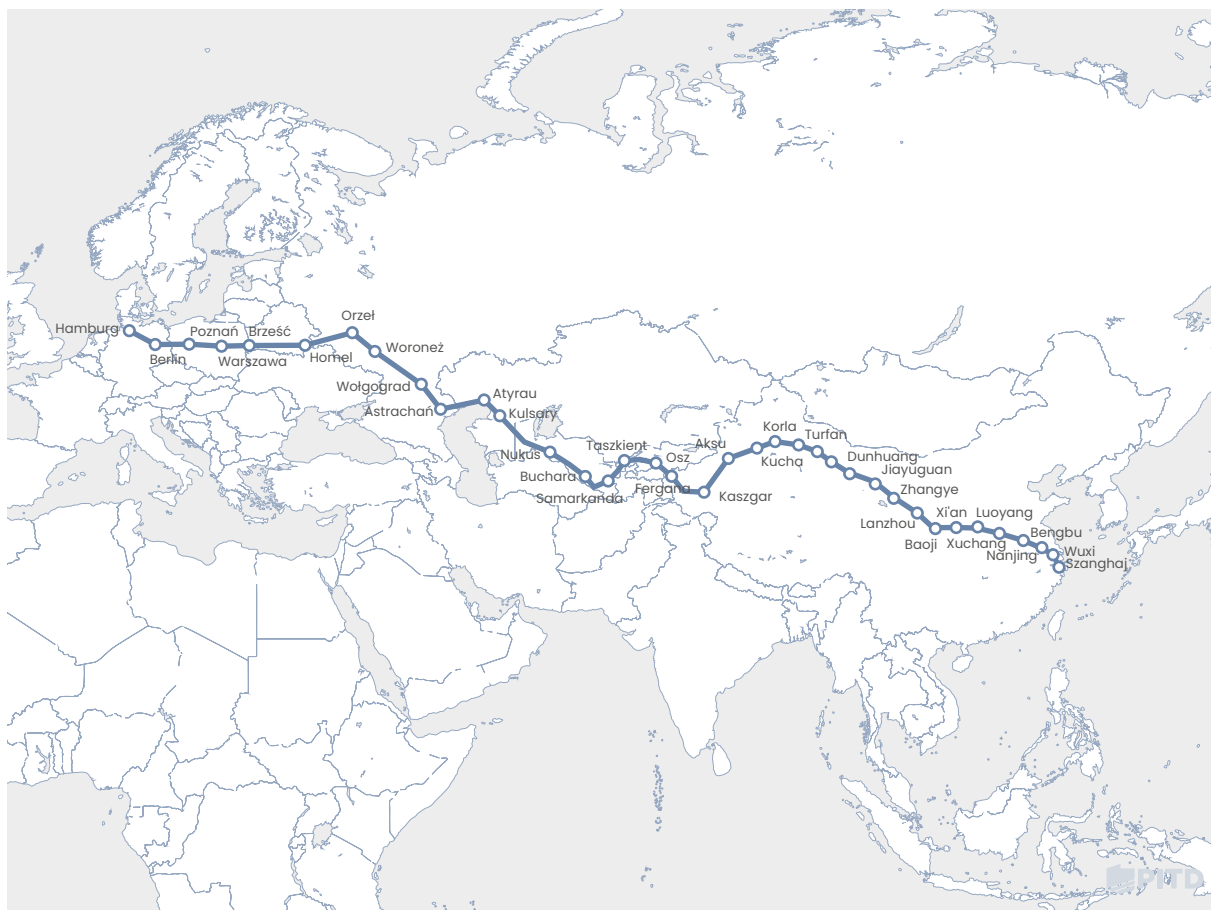 Hamburg
Berlin
Poznań
Warszawa
Brześć
Homel
Orzeł
Woroneż
Wołgograd
Astrachań
Atyrau
Kulsary
Nukus
Buchara
Samarkanda
Taszkient
Fergana
Osz
Kaszgar
Aksu
Kucha
Korla
Turfan
Dunhuang
Jiayuguan
Zhangye
Lanzhou
Baoji
Xi'an
Xuchang
Luoyang
Nanjing
Bengbu
Wuxi
Szanghaj
PITD